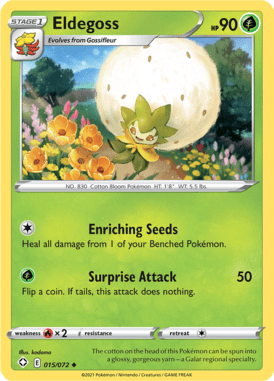 STAGE 1 Eldegoss HP 90
Evolves from Gossifleur
NO. 830 Cotton Bloom Pokémon HT. 1'8" WT. 5.5 lbs.
Enriching Seeds
Heal all damage from 1 of your Benched Pokémon.
Surprise Attack 50
Flip a coin. If tails, this attack does nothing.
weakness ×2 resistance retreat
Illus. kodama
E 015/072
The cotton on the head of this Pokémon can be spun into
a glossy, gorgeous yarn—a Galar regional specialty.
©2021 Pokémon / Nintendo / Creatures / GAME FREAK